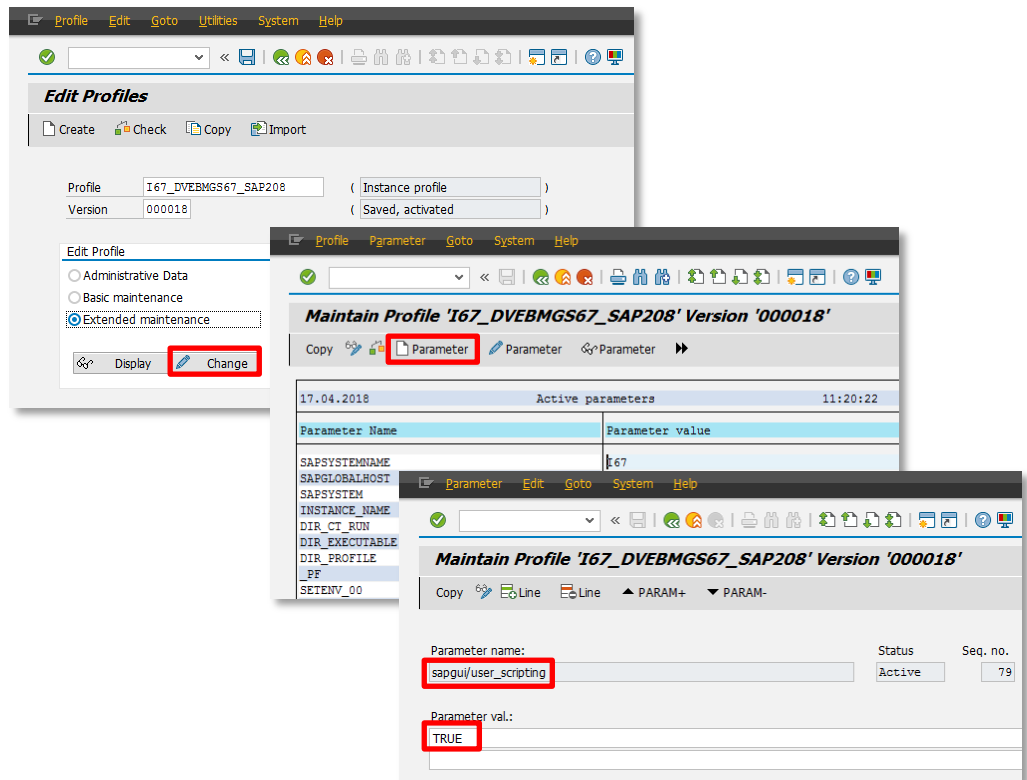 Profile Edit Goto Utilities System Help
Edit Profiles
Create Check Copy Import
Profile I67_DVEBMGS67_SAP208 ( Instance profile )
Version 000018 ( Saved, activated )
Edit Profile
Administrative Data
Basic maintenance
Extended maintenance
Display Change
Profile Parameter Goto System Help
Maintain Profile 'I67_DVEBMGS67_SAP208' Version '000018'
Copy Parameter Parameter Parameter
17.04.2018 Active parameters 11:20:22
Parameter Name Parameter value
SAPSYSTEMNAME I67
SAPGLOBALHOST
SAPSYSTEM
INSTANCE_NAME
DIR_CT_RUN
DIR_EXECUTABLE
DIR_PROFILE
_PF
SETENV_00
Parameter Edit Goto System Help
Maintain Profile 'I67_DVEBMGS67_SAP208' Version '000018'
Copy Line Line PARAM+ PARAM-
Parameter name: Status Seq. no.
sapgui/user_scripting Active 79
Parameter val.:
TRUE